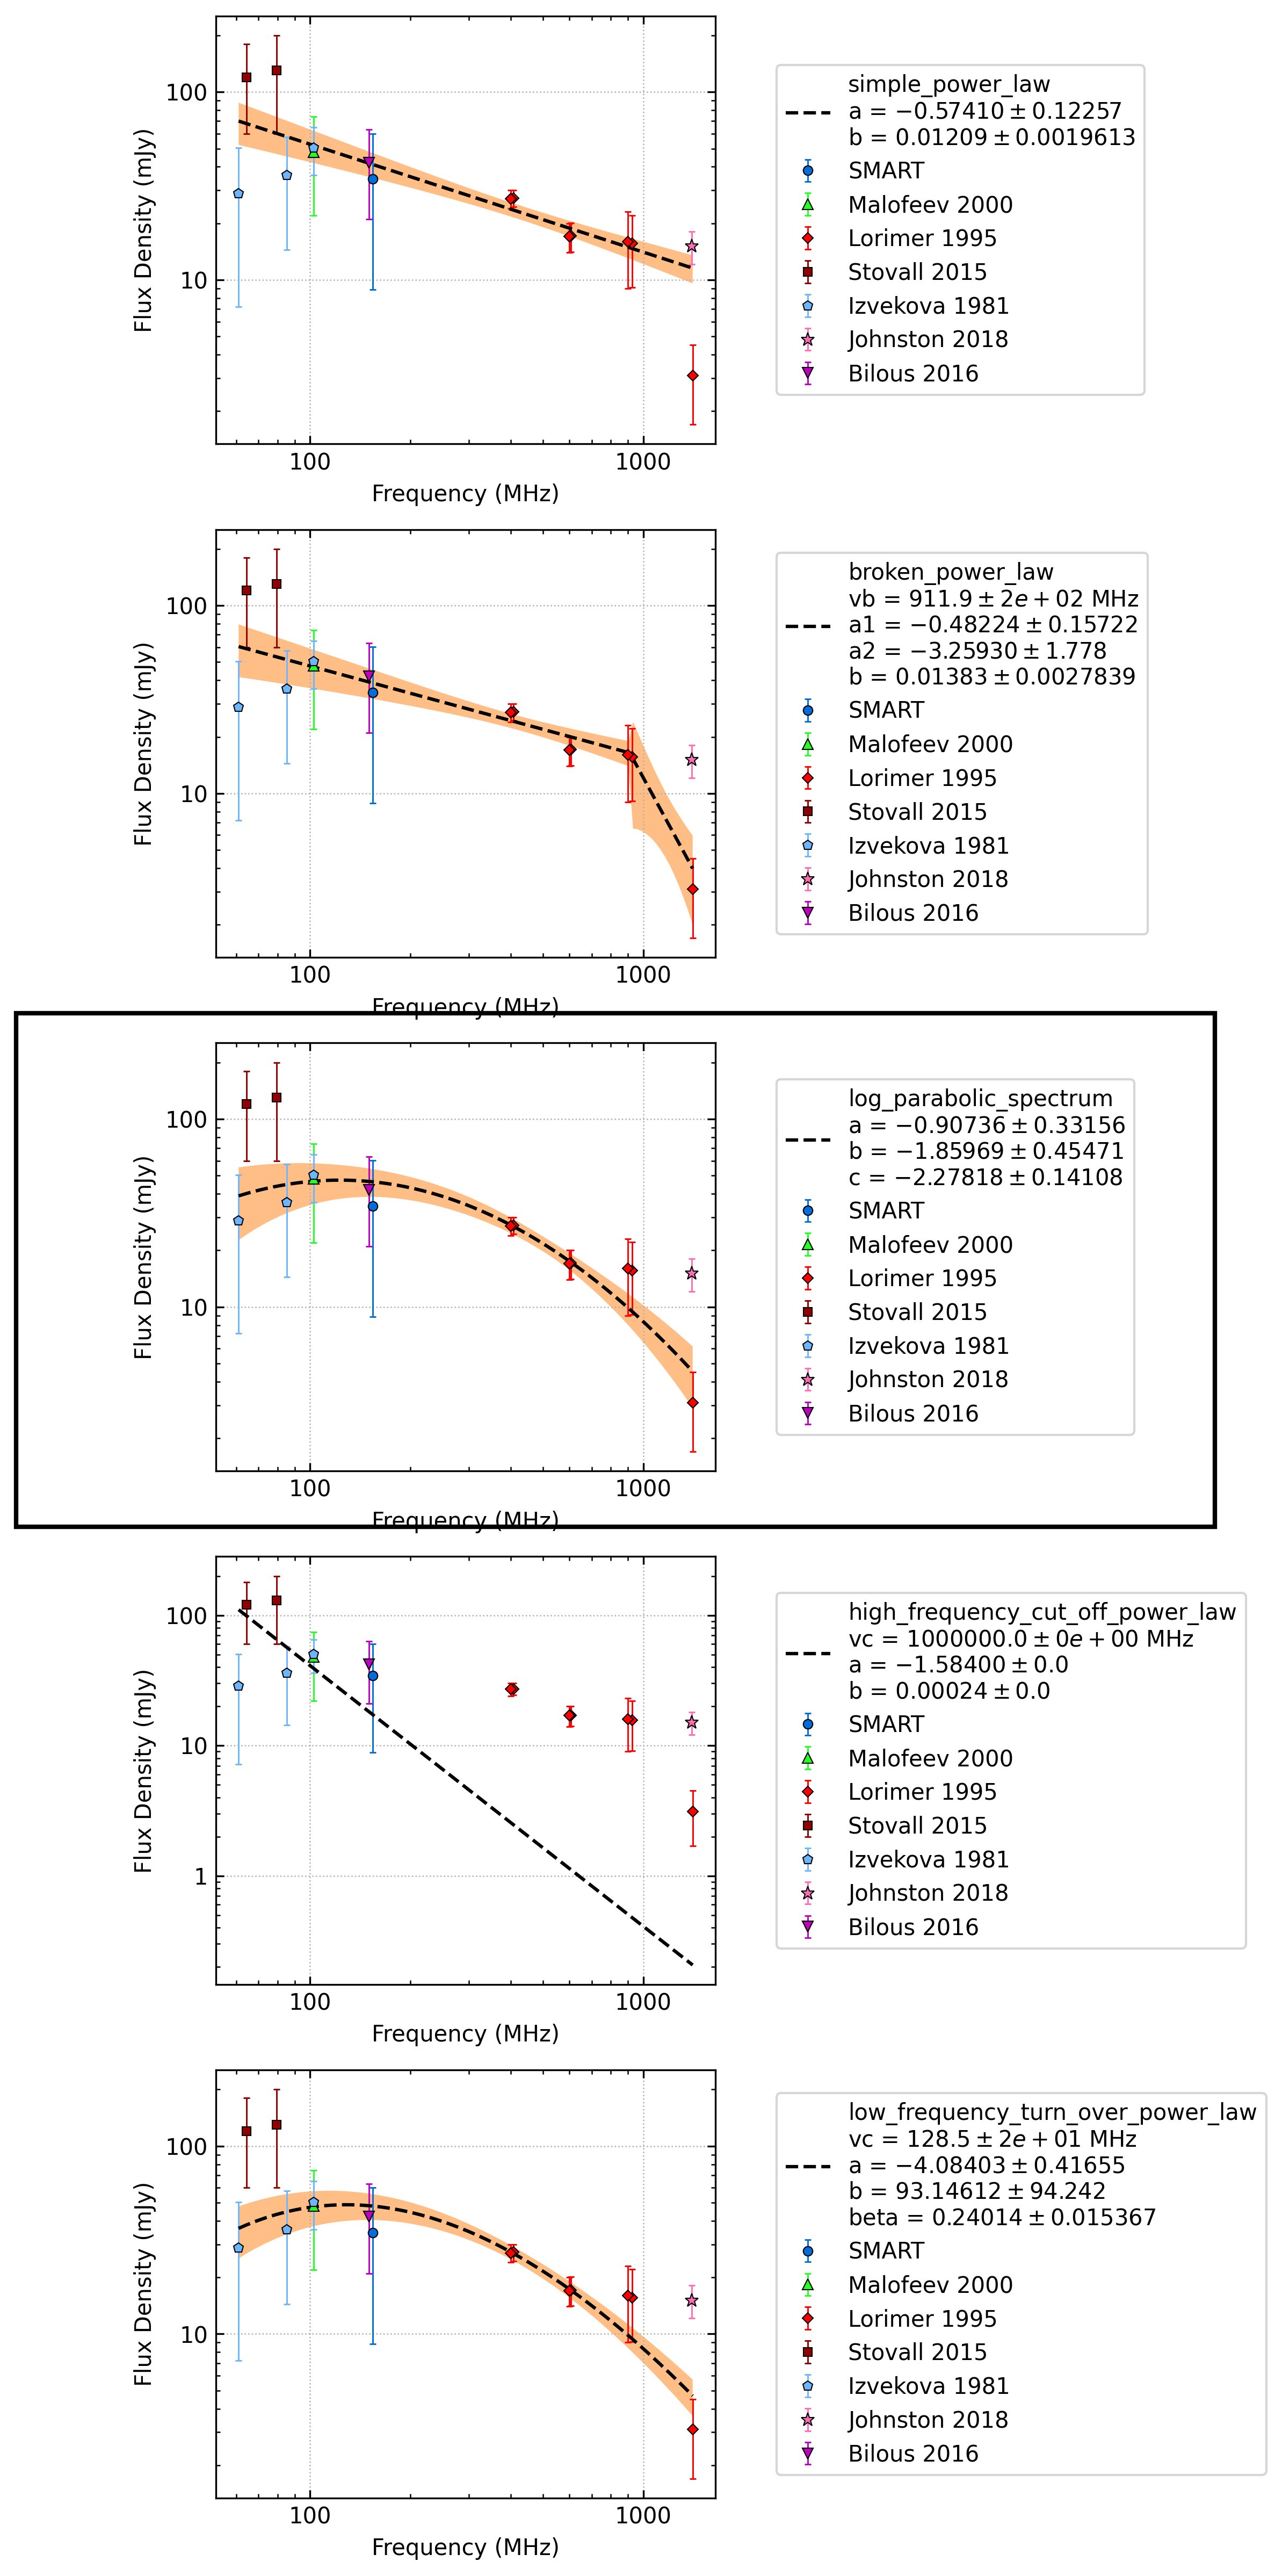 100
10
Flux Density (mJy)
100
1000
Frequency (MHz)
simple_power_law
a = −0.57410 ± 0.12257
b = 0.01209 ± 0.0019613
SMART
Malofeev 2000
Lorimer 1995
Stovall 2015
Izvekova 1981
Johnston 2018
Bilous 2016
100
10
Flux Density (mJy)
100
1000
Frequency (MHz)
broken_power_law
vb = 911.9 ± 2e + 02 MHz
a1 = −0.48224 ± 0.15722
a2 = −3.25930 ± 1.778
b = 0.01383 ± 0.0027839
SMART
Malofeev 2000
Lorimer 1995
Stovall 2015
Izvekova 1981
Johnston 2018
Bilous 2016
100
10
Flux Density (mJy)
100
1000
Frequency (MHz)
log_parabolic_spectrum
a = −0.90736 ± 0.33156
b = −1.85969 ± 0.45471
c = −2.27818 ± 0.14108
SMART
Malofeev 2000
Lorimer 1995
Stovall 2015
Izvekova 1981
Johnston 2018
Bilous 2016
100
10
1
Flux Density (mJy)
100
1000
Frequency (MHz)
high_frequency_cut_off_power_law
vc = 1000000.0 ± 0e + 00 MHz
a = −1.58400 ± 0.0
b = 0.00024 ± 0.0
SMART
Malofeev 2000
Lorimer 1995
Stovall 2015
Izvekova 1981
Johnston 2018
Bilous 2016
100
10
Flux Density (mJy)
100
1000
Frequency (MHz)
low_frequency_turn_over_power_law
vc = 128.5 ± 2e + 01 MHz
a = −4.08403 ± 0.41655
b = 93.14612 ± 94.242
beta = 0.24014 ± 0.015367
SMART
Malofeev 2000
Lorimer 1995
Stovall 2015
Izvekova 1981
Johnston 2018
Bilous 2016